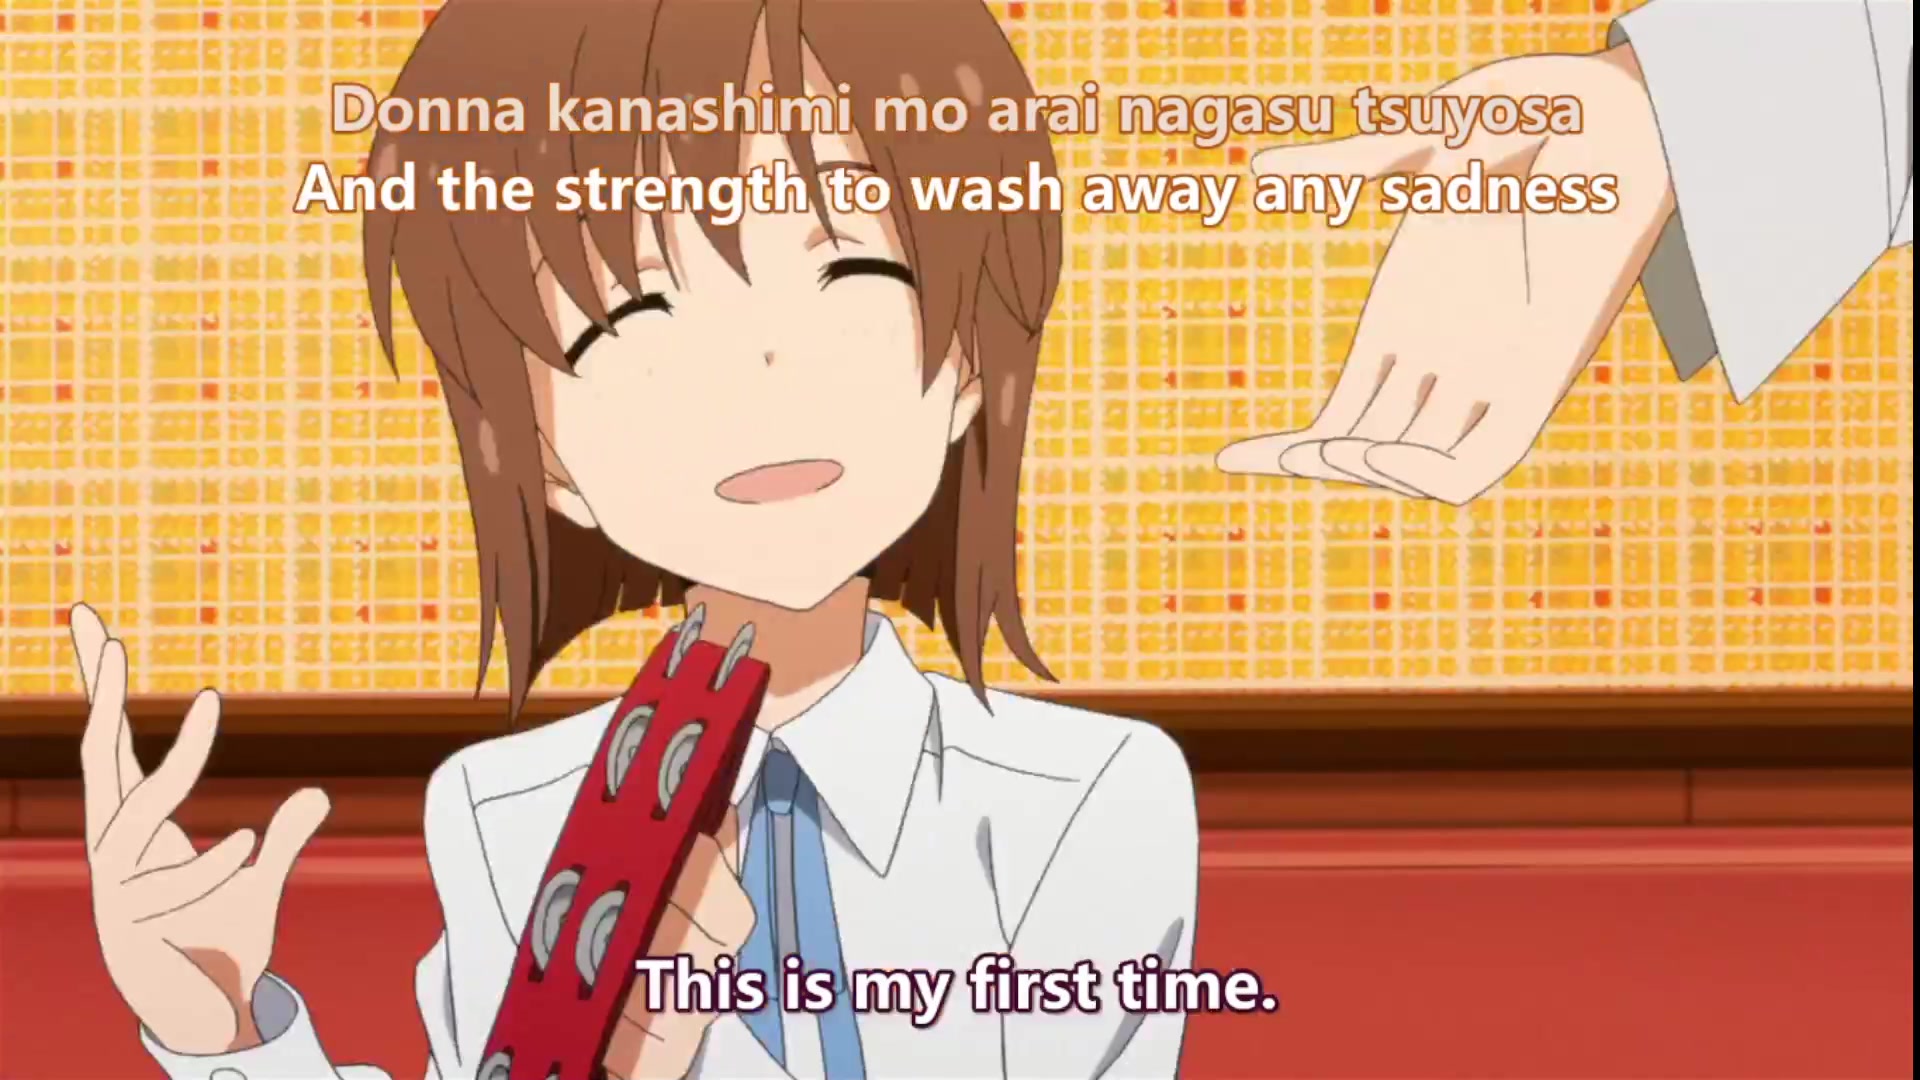 Donna kanashimi mo arai nagasu tsuyosa
And the strength to wash away any sadness
This is my first time.